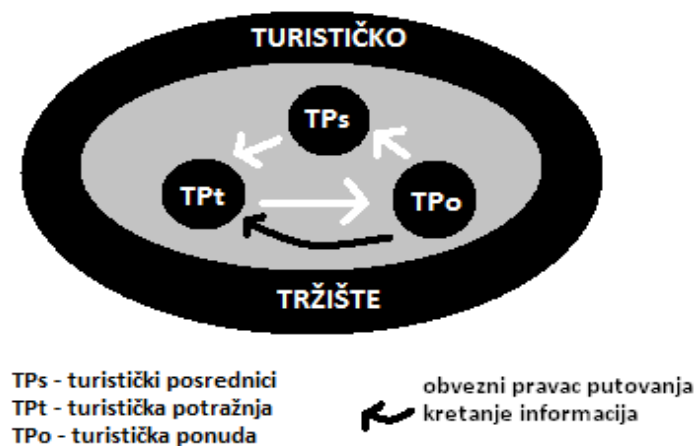 TURISTIČKO
TPs
TPt
TPo
TRŽIŠTE
TPs - turistički posrednici
TPt - turistička potražnja
TPo - turistička ponuda
obvezni pravac putovanja
kretanje informacija